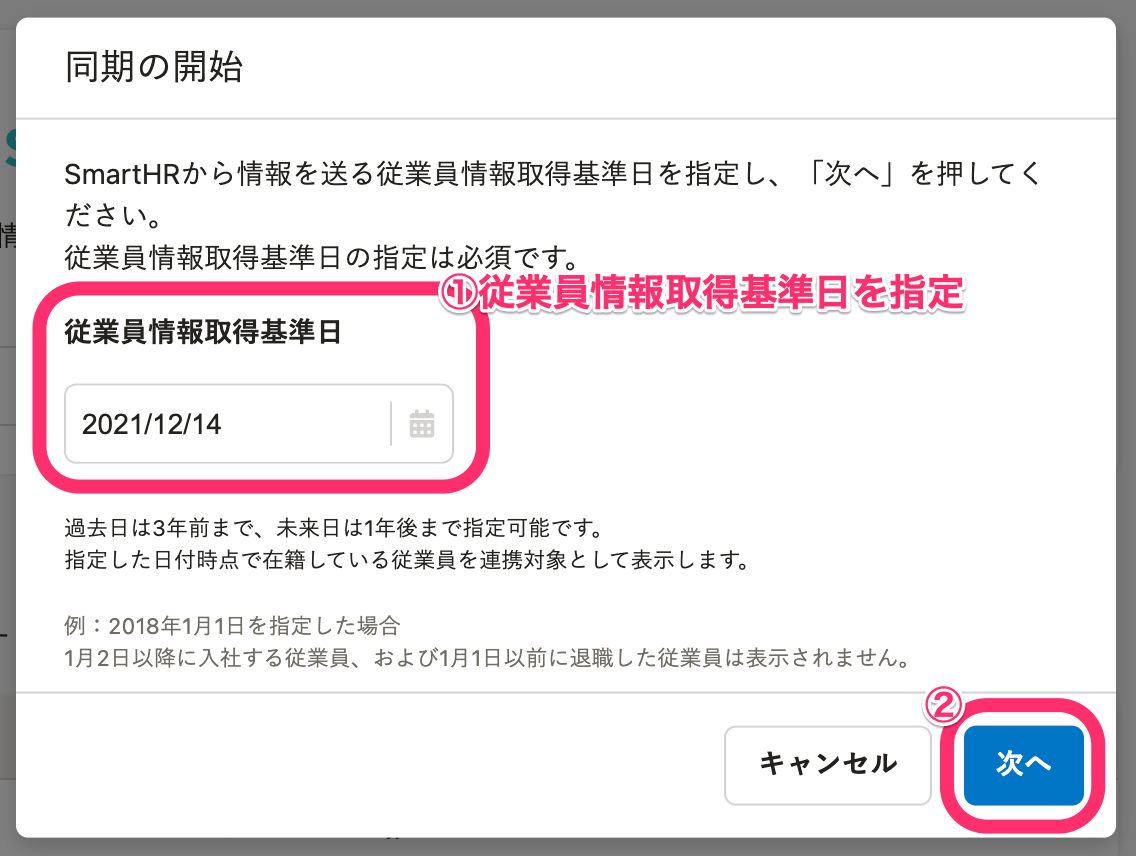 同期の開始
SmartHRから情報を送る従業員情報取得基準日を指定し、「次へ」を押してく
ださい。
従業員情報取得基準日の指定は必須です。
①従業員情報取得基準日を指定
従業員情報取得基準日
2021/12/14
過去日は3年前まで、未来日は1年後まで指定可能です。
指定した日付時点で在籍している従業員を連携対象として表示します。
例：2018年1月1日を指定した場合
1月2日以降に入社する従業員、および1月1日以前に退職した従業員は表示されません。
②
キャンセル
次へ